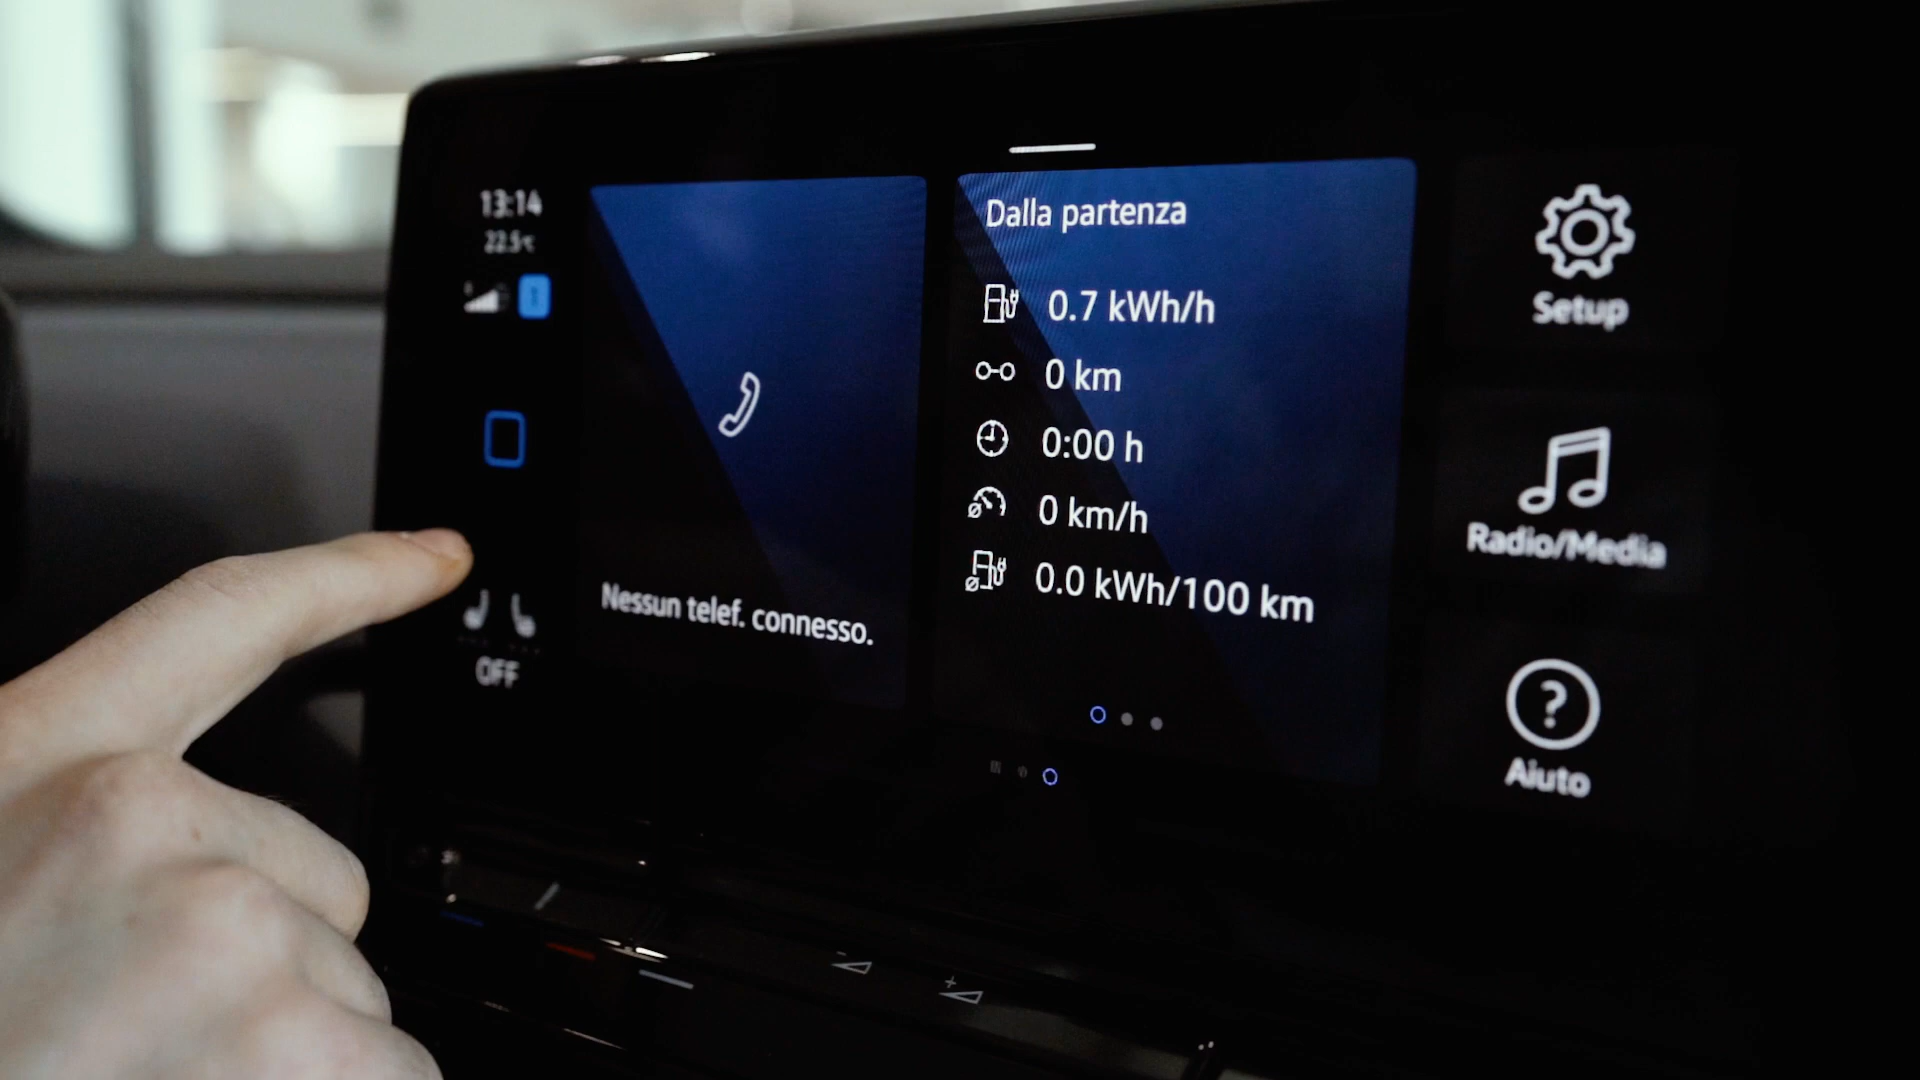 13:14
22.5°C
OFF
Nessun telef. connesso.
Dalla partenza
0.7 kWh/h
0 km
0:00 h
0 km/h
0.0 kWh/100 km
Setup
Radio/Media
Aiuto